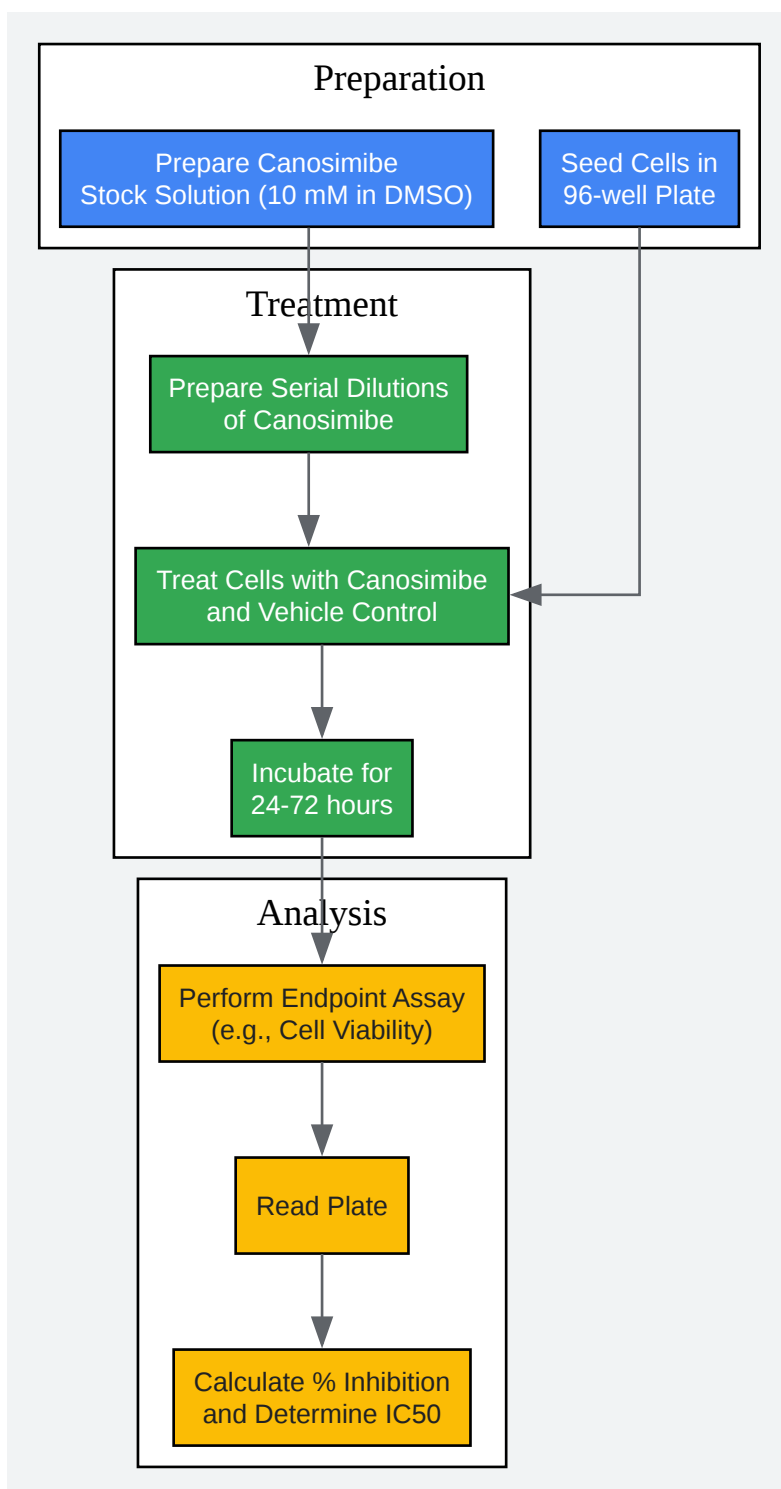 Preparation
Prepare Canosimibe
Stock Solution (10 mM in DMSO)
Seed Cells in
96-well Plate
Treatment
Prepare Serial Dilutions
of Canosimibe
Treat Cells with Canosimibe
and Vehicle Control
Incubate for
24-72 hours
Analysis
Perform Endpoint Assay
(e.g., Cell Viability)
Read Plate
Calculate % Inhibition
and Determine IC50